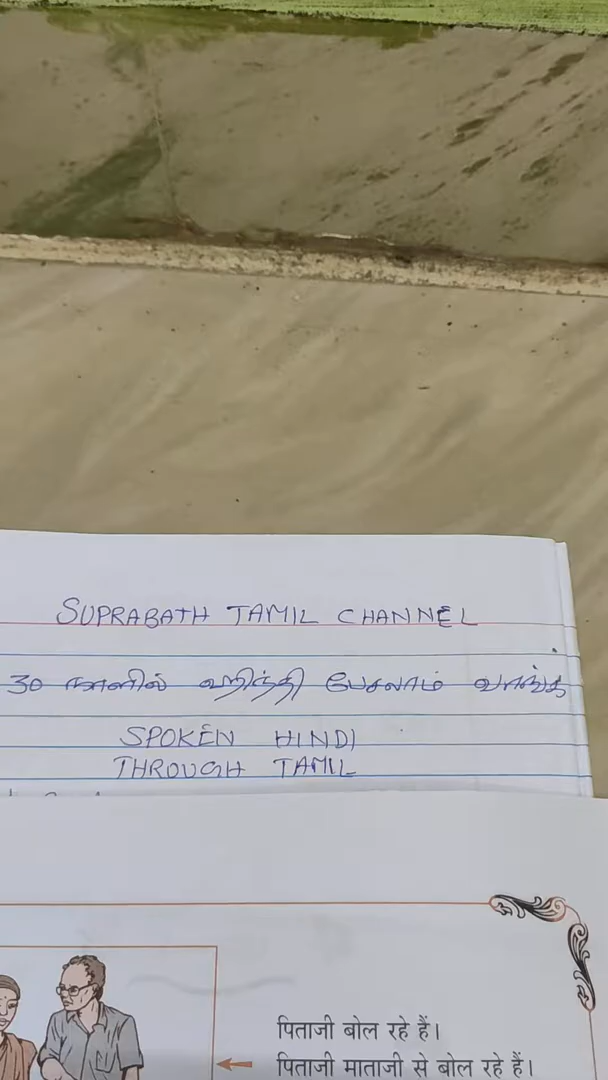 SUPRABATH TAMIL CHANNEL
30 நாளில் ஹிந்தி பேசலாம் வாங்க
SPOKEN HINDI
THROUGH TAMIL
पिताजी बोल रहे हैं।
पिताजी माताजी से बोल रहे हैं।